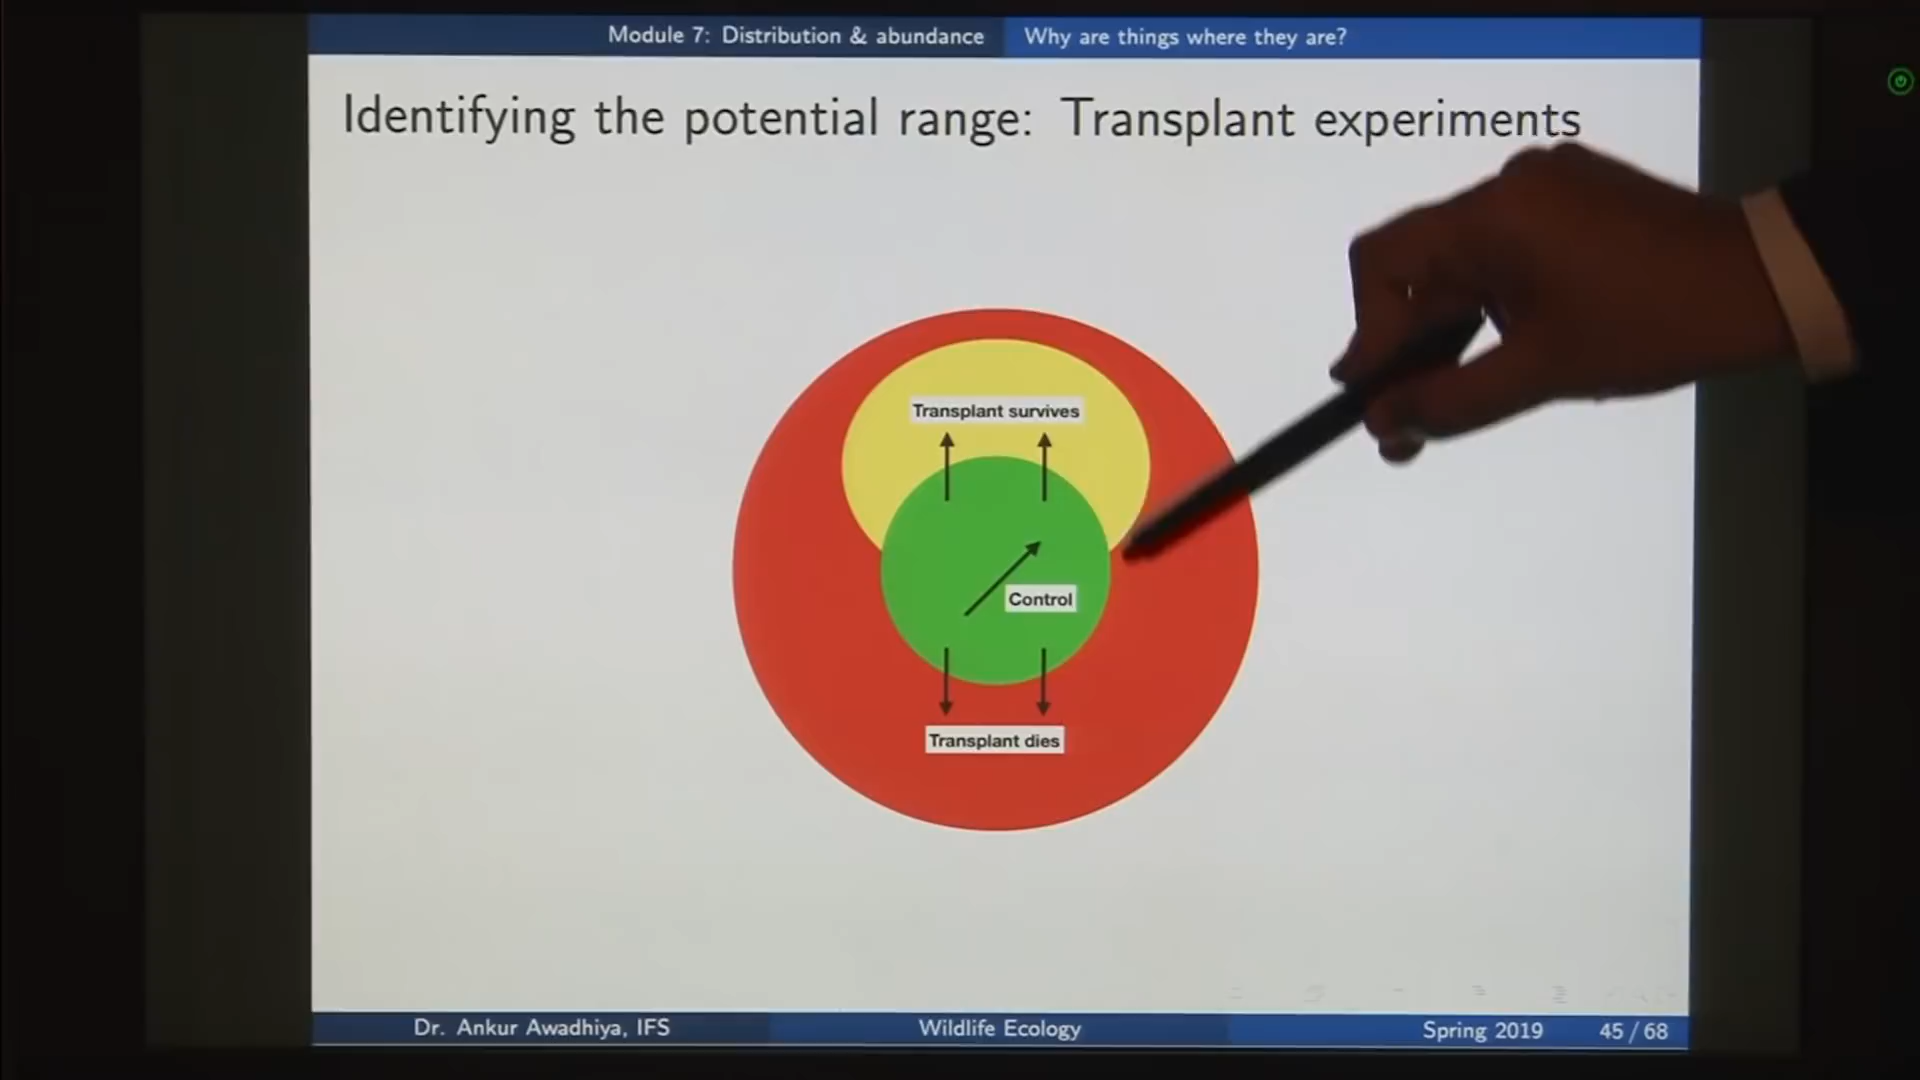 Module 7: Distribution & abundance Why are things where they are?
Identifying the potential range: Transplant experiments
Transplant survives
Control
Transplant dies
Dr. Ankur Awadhiya, IFS Wildlife Ecology Spring 2019 45 / 68